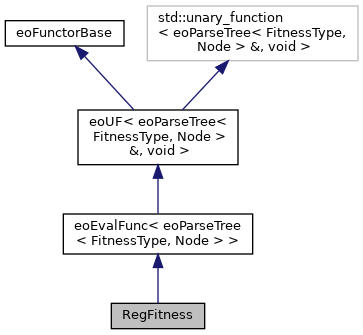 eoFunctorBase
std::unary_function
< eoParseTree< FitnessType,
Node > &, void >
eoUF< eoParseTree<
FitnessType, Node >
&, void >
eoEvalFunc< eoParseTree
< FitnessType, Node > >
RegFitness